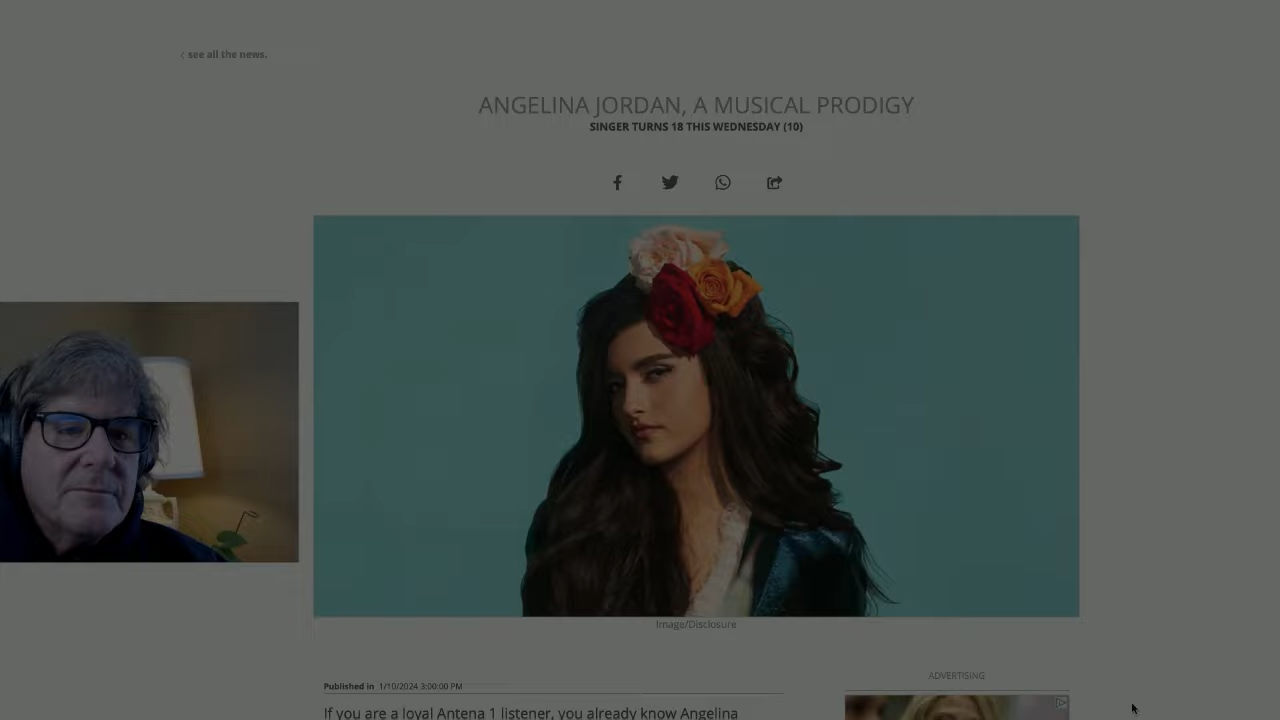 ‹ see all the news.
ANGELINA JORDAN, A MUSICAL PRODIGY
SINGER TURNS 18 THIS WEDNESDAY (10)
Image/Disclosure
Published in 1/10/2024 3:00:00 PM
ADVERTISING
If you are a loyal Antena 1 listener, you already know Angelina